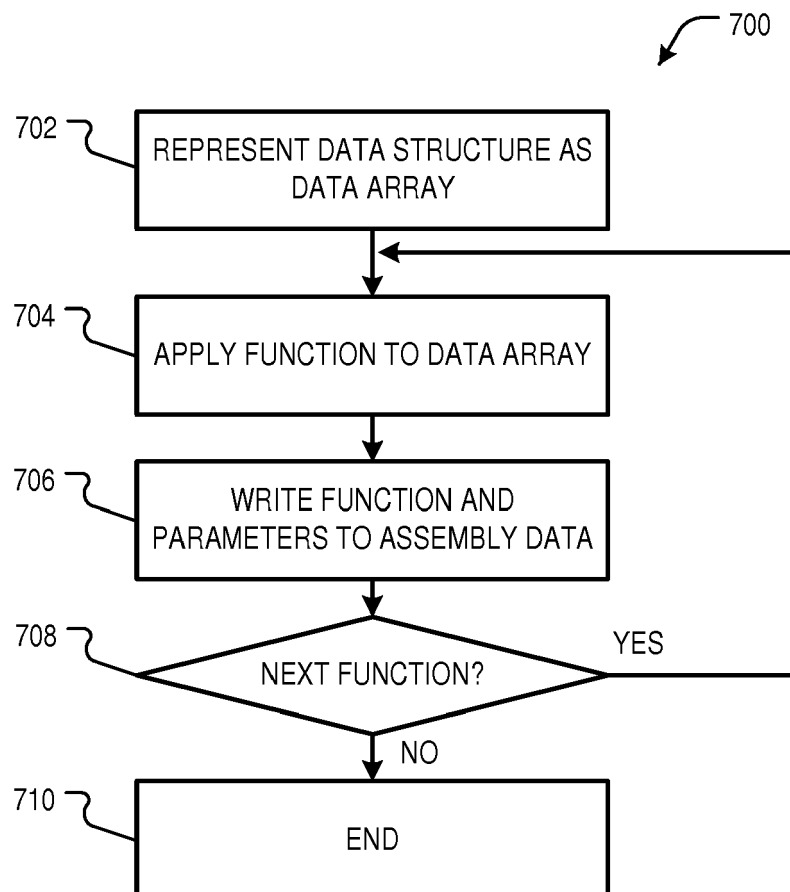 700
702
REPRESENT DATA STRUCTURE AS
DATA ARRAY
704
APPLY FUNCTION TO DATA ARRAY
706
WRITE FUNCTION AND
PARAMETERS TO ASSEMBLY DATA
708
NEXT FUNCTION?
YES
NO
710
END